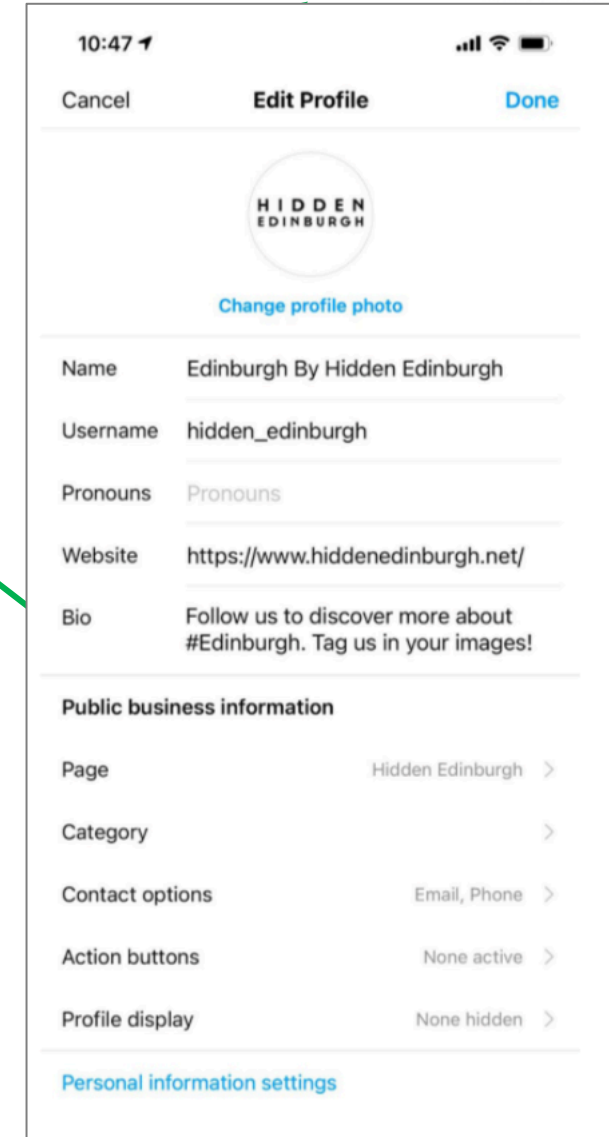 10:47
Cancel Edit Profile Done
HIDDEN
EDINBURGH
Change profile photo
Name Edinburgh By Hidden Edinburgh
Username hidden_edinburgh
Pronouns Pronouns
Website https://www.hiddenedinburgh.net/
Bio Follow us to discover more about
#Edinburgh. Tag us in your images!
Public business information
Page Hidden Edinburgh >
Category >
Contact options Email, Phone >
Action buttons None active >
Profile display None hidden >
Personal information settings